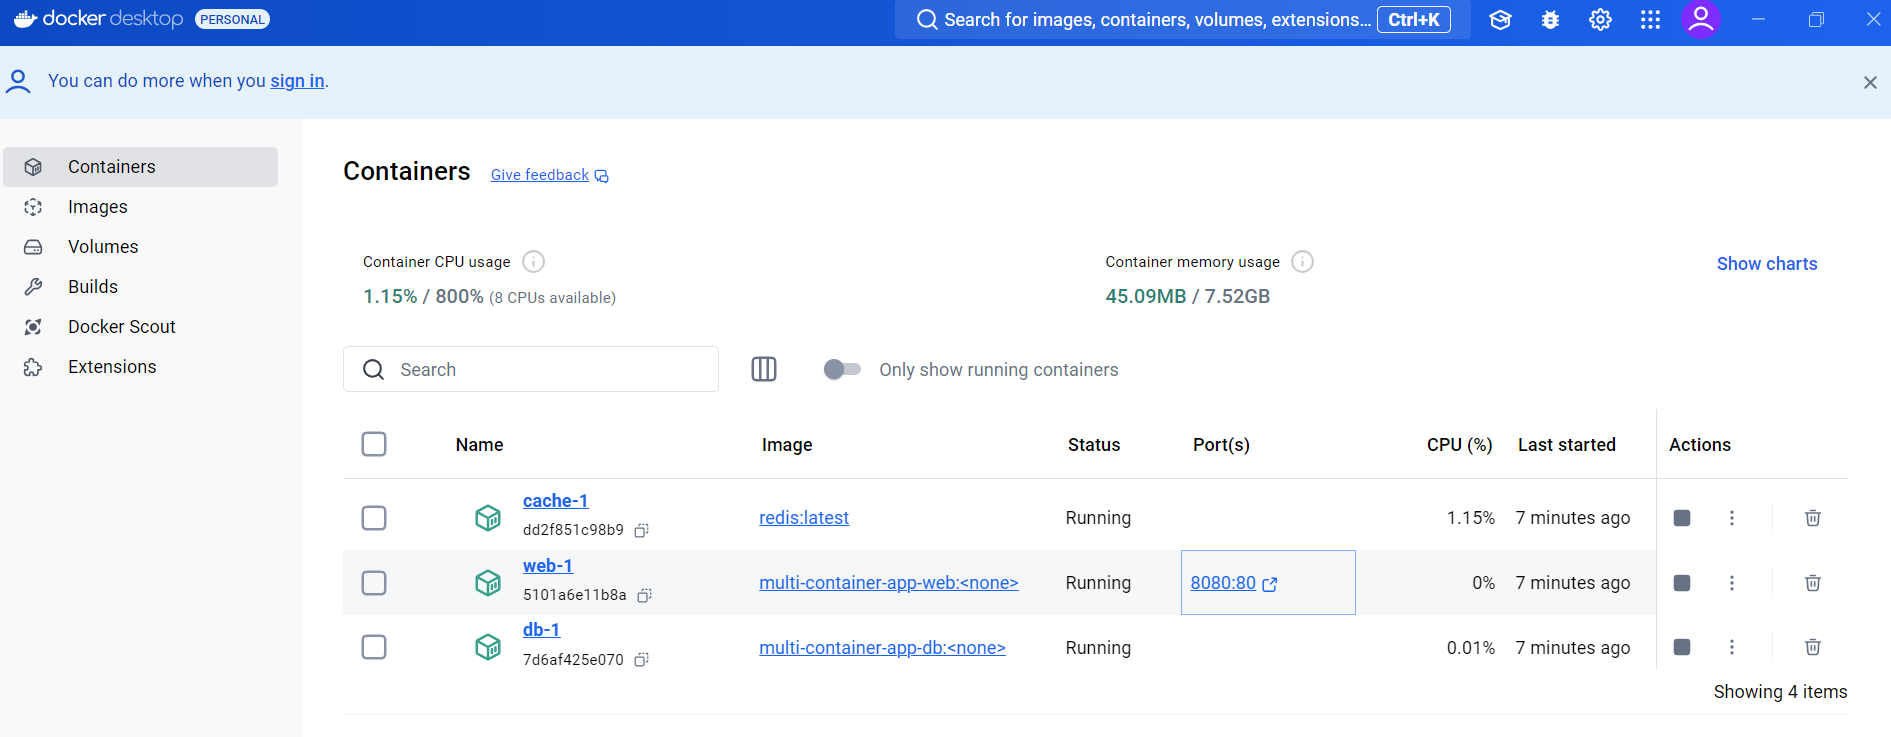 docker desktop PERSONAL
Search for images, containers, volumes, extensions... Ctrl+K
You can do more when you sign in.
Containers
Images
Volumes
Builds
Docker Scout
Extensions
Containers Give feedback
Container CPU usage
1.15% / 800% (8 CPUs available)
Container memory usage
45.09MB / 7.52GB
Show charts
Search
Only show running containers
Name Image Status Port(s) CPU (%) Last started Actions
cache-1
dd2f851c98b9
redis:latest Running 1.15% 7 minutes ago
web-1
5101a6e11b8a
multi-container-app-web:<none> Running 8080:80 0% 7 minutes ago
db-1
7d6af425e070
multi-container-app-db:<none> Running 0.01% 7 minutes ago
Showing 4 items